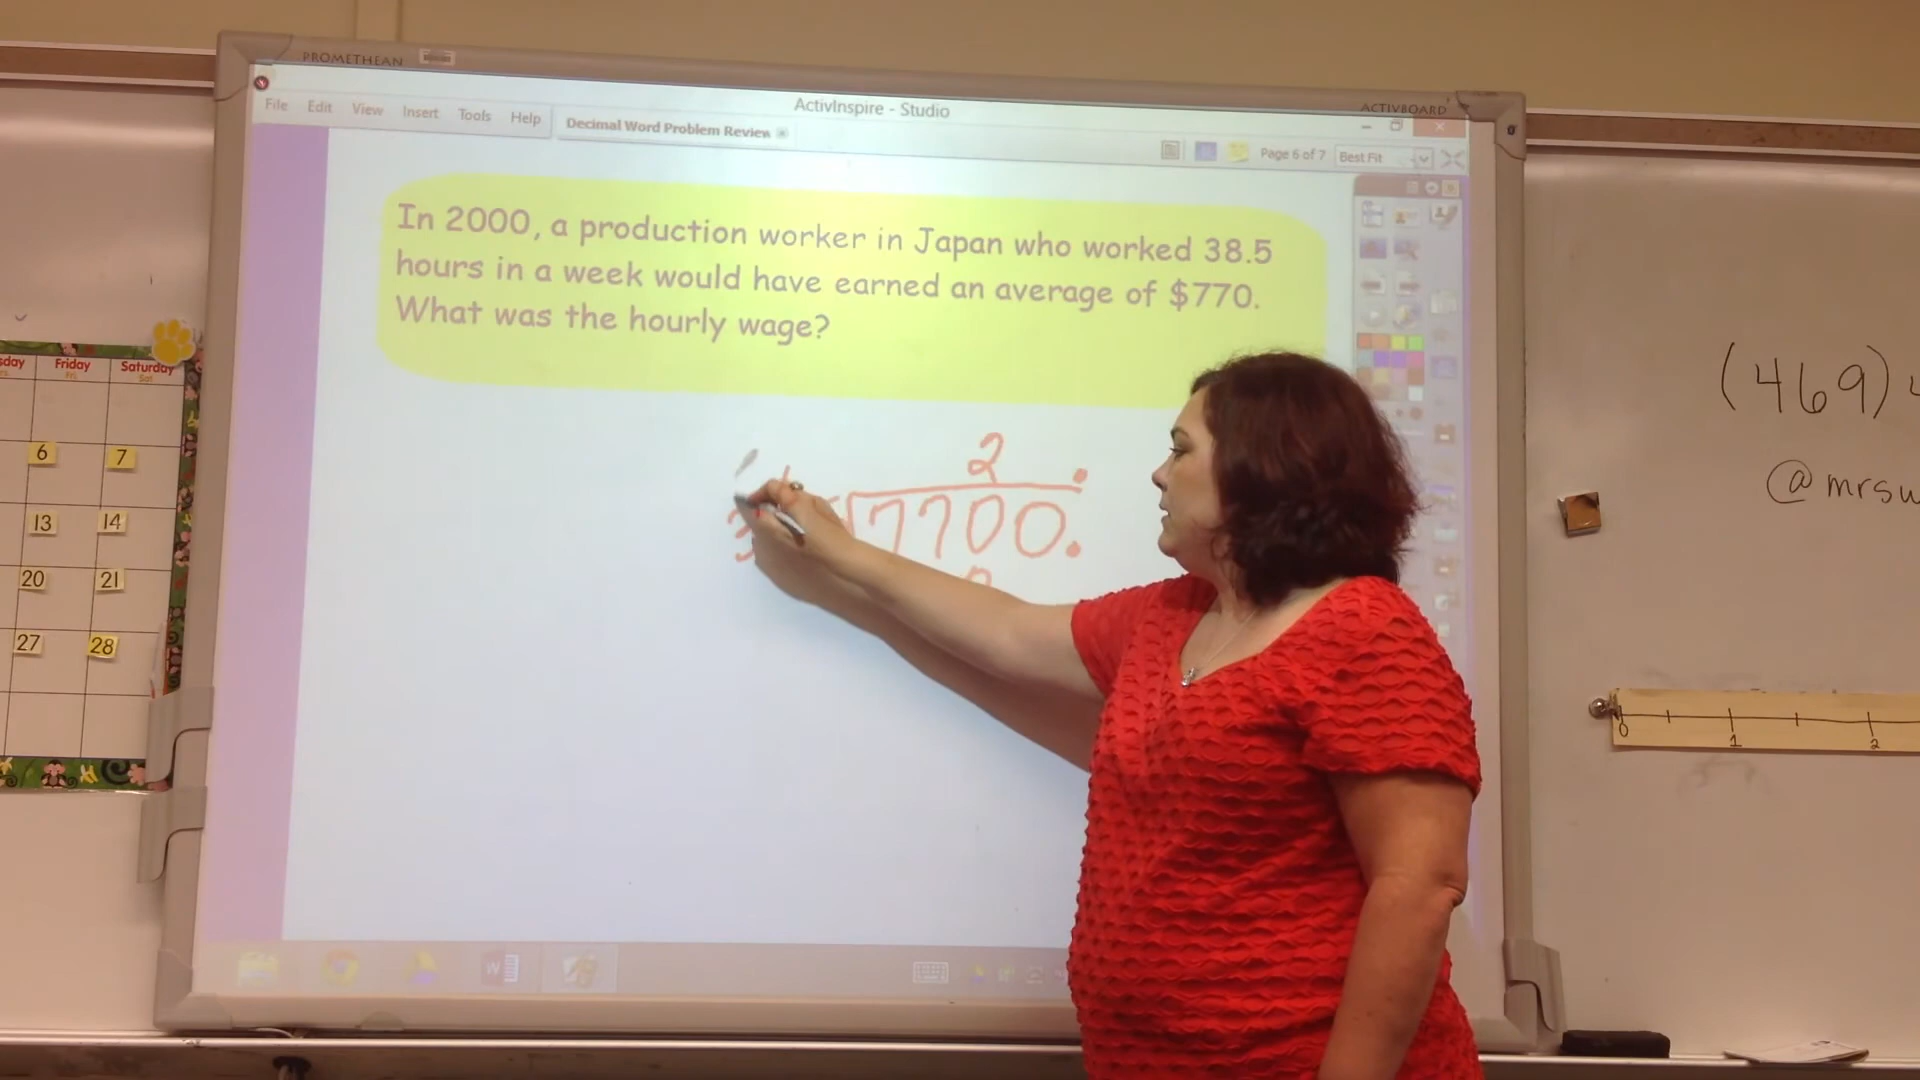 PROMETHEAN
ActivInspire - Studio
ACTIVBOARD
File Edit View Insert Tools Help
Decimal Word Problem Review
Page 6 of 7
Best Fit
In 2000, a production worker in Japan who worked 38.5
hours in a week would have earned an average of $770.
What was the hourly wage?
2 .
7700.
sday Friday Saturday
Fri Sat
6 7
13 14
20 21
27 28
(469)
@mrsw
0 1 2